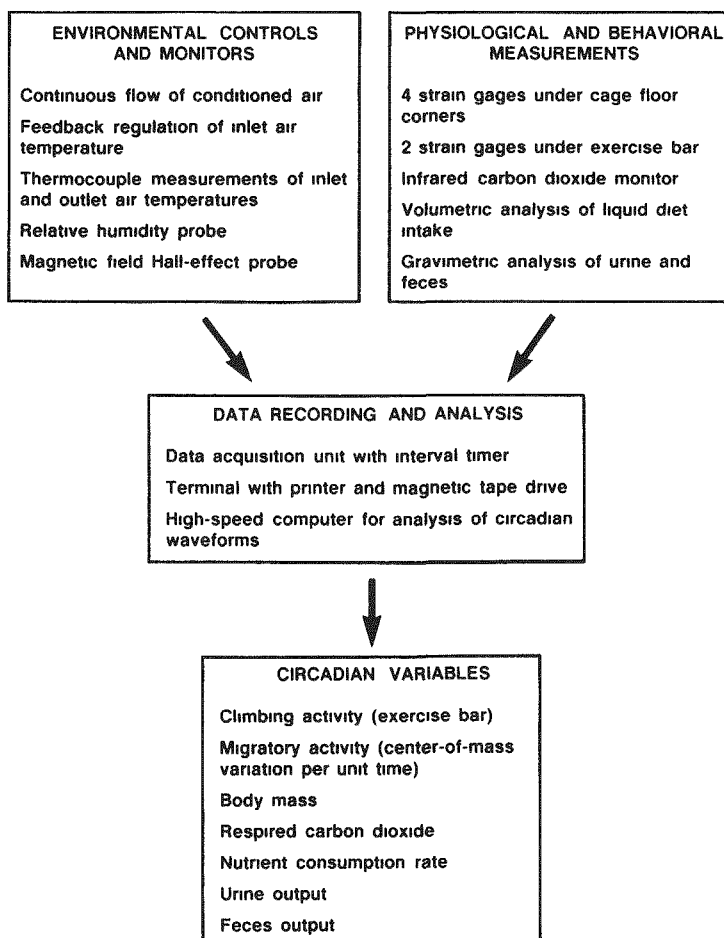 ENVIRONMENTAL CONTROLS
AND MONITORS
Continuous flow of conditioned air
Feedback regulation of inlet air
temperature
Thermocouple measurements of inlet
and outlet air temperatures
Relative humidity probe
Magnetic field Hall-effect probe
PHYSIOLOGICAL AND BEHAVIORAL
MEASUREMENTS
4 strain gages under cage floor
corners
2 strain gages under exercise bar
Infrared carbon dioxide monitor
Volumetric analysis of liquid diet
intake
Gravimetric analysis of urine and
feces
DATA RECORDING AND ANALYSIS
Data acquisition unit with interval timer
Terminal with printer and magnetic tape drive
High-speed computer for analysis of circadian
waveforms
CIRCADIAN VARIABLES
Climbing activity (exercise bar)
Migratory activity (center-of-mass
variation per unit time)
Body mass
Respired carbon dioxide
Nutrient consumption rate
Urine output
Feces output